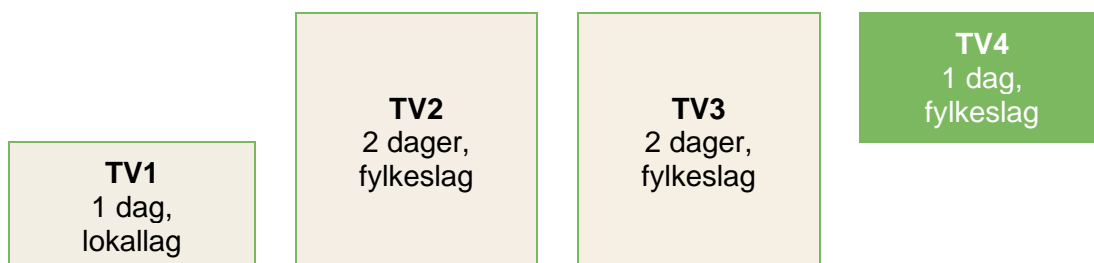 TV1
1 dag,
lokallag
TV2
2 dager,
fylkeslag
TV3
2 dager,
fylkeslag
TV4
1 dag,
fylkeslag